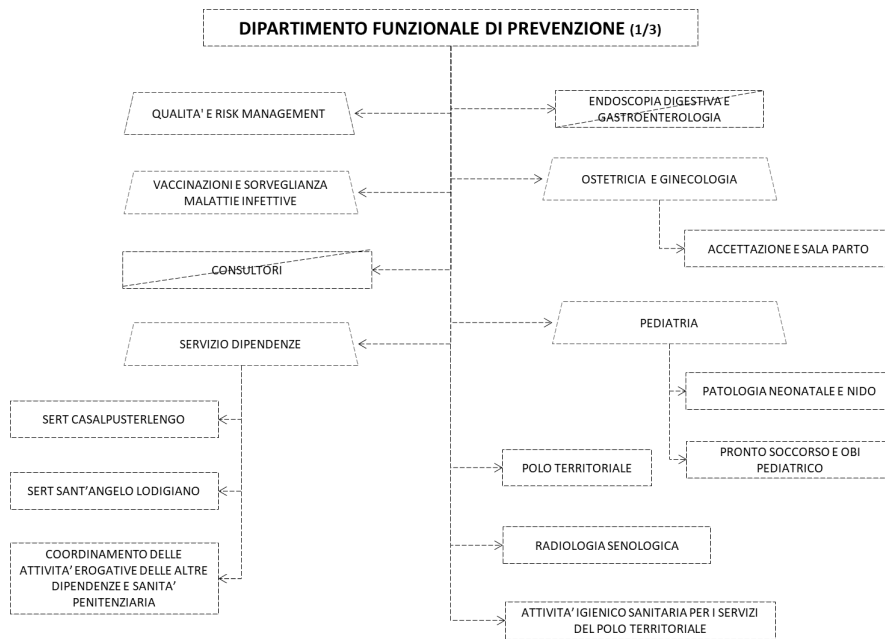 DIPARTIMENTO FUNZIONALE DI PREVENZIONE (1/3)
QUALITA' E RISK MANAGEMENT
ENDOSCOPIA DIGESTIVA E
GASTROENTEROLOGIA
VACCINAZIONI E SORVEGLIANZA
MALATTIE INFETTIVE
OSTETRICIA E GINECOLOGIA
ACCETTAZIONE E SALA PARTO
CONSULTORI
SERVIZIO DIPENDENZE
PEDIATRIA
PATOLOGIA NEONATALE E NIDO
SERT CASALPUSTERLENGO
PRONTO SOCCORSO E OBI
PEDIATRICO
POLO TERRITORIALE
SERT SANT’ANGELO LODIGIANO
RADIOLOGIA SENOLOGICA
COORDINAMENTO DELLE
ATTIVITA’ EROGATIVE DELLE ALTRE
DIPENDENZE E SANITA’
PENITENZIARIA
ATTIVITA’ IGIENICO SANITARIA PER I SERVIZI
DEL POLO TERRITORIALE